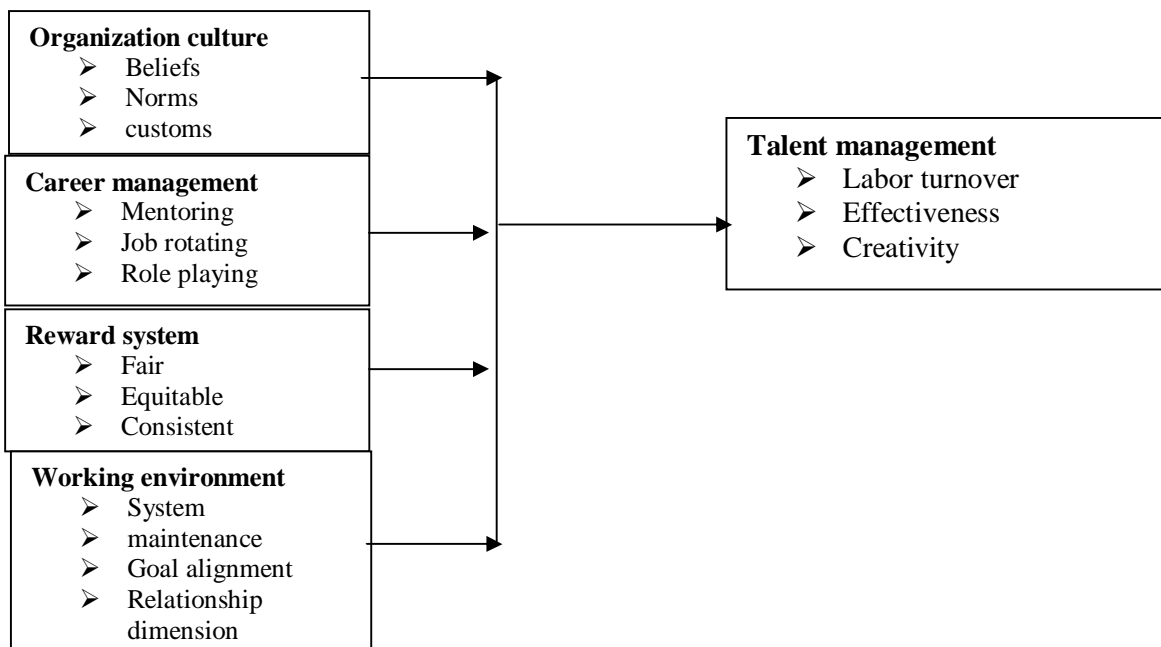 Organization culture
➢ Beliefs
➢ Norms
➢ customs
Career management
➢ Mentoring
➢ Job rotating
➢ Role playing
Reward system
➢ Fair
➢ Equitable
➢ Consistent
Working environment
➢ System
➢ maintenance
➢ Goal alignment
➢ Relationship
dimension
Talent management
➢ Labor turnover
➢ Effectiveness
➢ Creativity